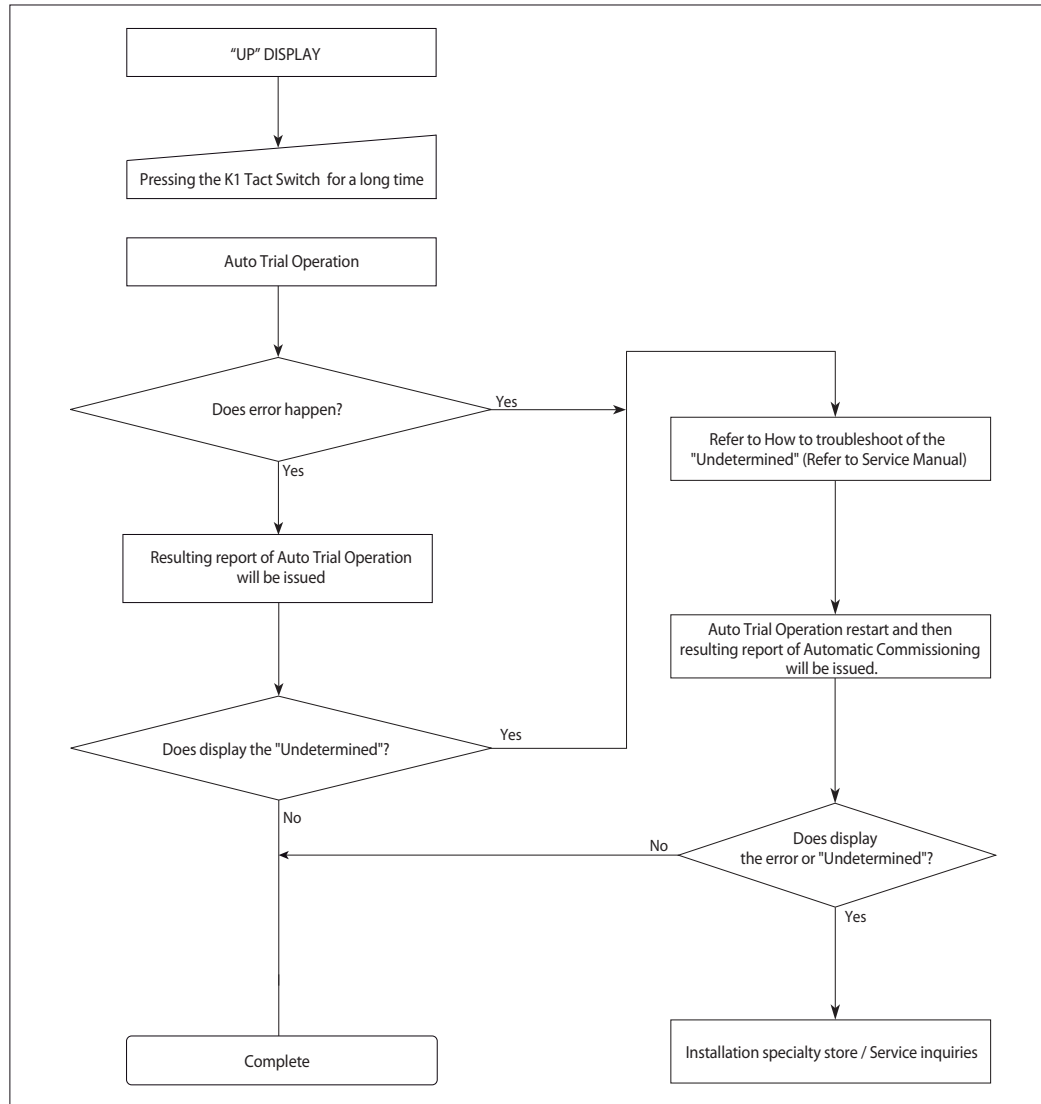 “UP” DISPLAY
Pressing the K1 Tact Switch for a long time
Auto Trial Operation
Does error happen?
Yes
Yes
Resulting report of Auto Trial Operation
will be issued
Does display the "Undetermined"?
Yes
No
Complete
Refer to How to troubleshoot of the
"Undetermined" (Refer to Service Manual)
Auto Trial Operation restart and then
resulting report of Automatic Commissioning
will be issued.
Does display
the error or "Undetermined"?
No
Yes
Installation specialty store / Service inquiries